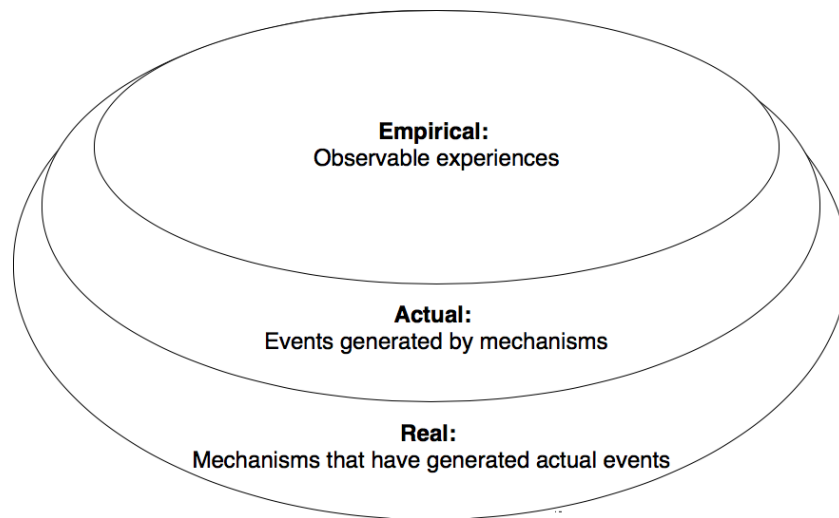 Empirical:
Observable experiences
Actual:
Events generated by mechanisms
Real:
Mechanisms that have generated actual events